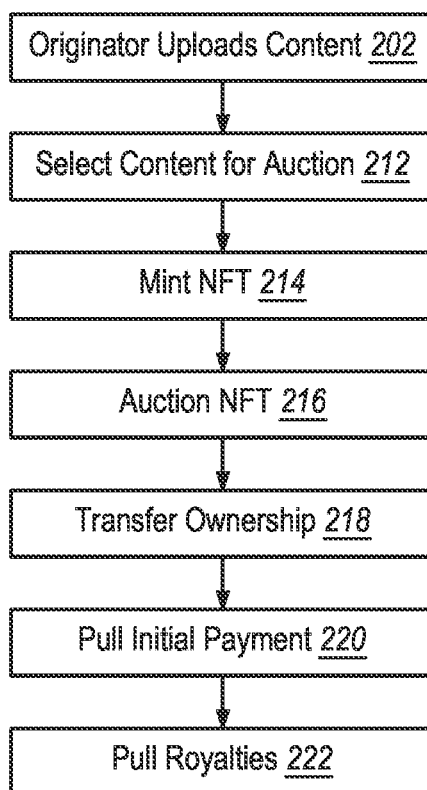 Originator Uploads Content 202
Select Content for Auction 212
Mint NFT 214
Auction NFT 216
Transfer Ownership 218
Pull Initial Payment 220
Pull Royalties 222